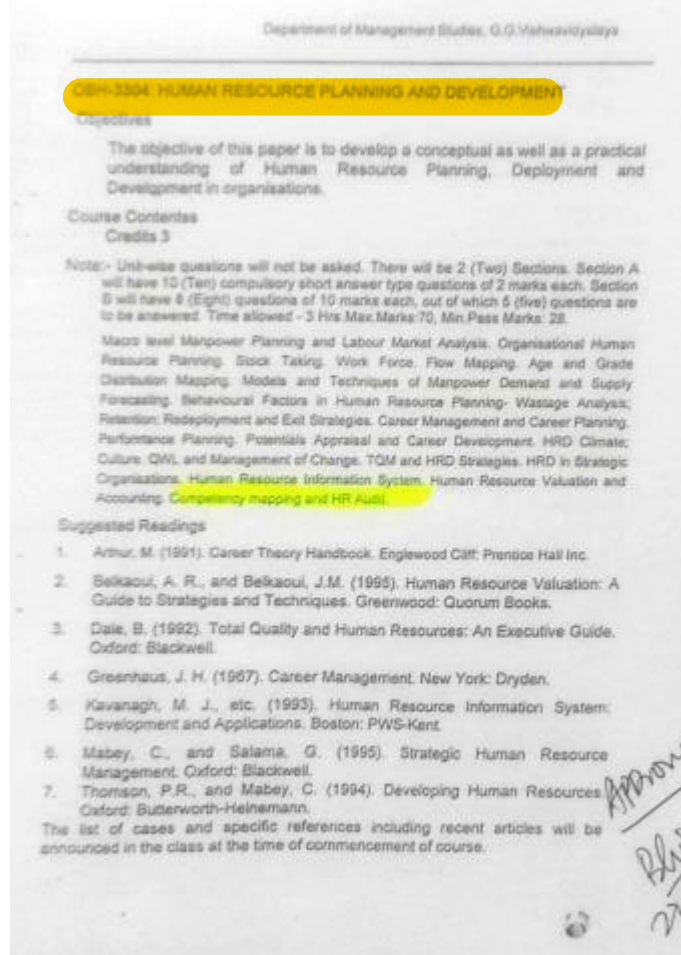 Department of Management Studies, G.G.Vishwavidyalaya
OBH-3304: HUMAN RESOURCE PLANNING AND DEVELOPMENT
Objectives
The objective of this paper is to develop a conceptual as well as a practical
understanding of Human Resource Planning, Deployment and
Development in organisations.
Course Contentes
Credits 3
Note:- Unit-wise questions will not be asked. There will be 2 (Two) Sections. Section A
will have 10 (Ten) compulsory short answer type questions of 2 marks each. Section
B will have 8 (Eight) questions of 10 marks each, out of which 5 (five) questions are
to be answered. Time allowed - 3 Hrs.Max.Marks:70, Min.Pass Marks: 28.
Macro level Manpower Planning and Labour Market Analysis. Organisational Human
Resource Planning. Stock Taking. Work Force. Flow Mapping. Age and Grade
Distribution Mapping. Models and Techniques of Manpower Demand and Supply
Forecasting. Behavioural Factors in Human Resource Planning- Wastage Analysis;
Retention; Redeployment and Exit Strategies. Career Management and Career Planning.
Performance Planning. Potentials Appraisal and Career Development. HRD Climate;
Culture. QWL and Management of Change. TQM and HRD Strategies. HRD in Strategic
Organisations. Human Resource Information System. Human Resource Valuation and
Accounting. Competency mapping and HR Audit.
Suggested Readings
1. Arthur, M. (1991). Career Theory Handbook. Englewood Cliff: Prentice Hall Inc.
2. Belkaoui, A. R., and Belkaoui, J.M. (1995). Human Resource Valuation: A
Guide to Strategies and Techniques. Greenwood: Quorum Books.
3. Dale, B. (1992). Total Quality and Human Resources: An Executive Guide.
Oxford: Blackwell.
4. Greenhaus, J. H. (1967). Career Management. New York: Dryden.
5. Kavanagh, M. J., etc. (1993). Human Resource Information System:
Development and Applications. Boston: PWS-Kent.
6. Mabey, C., and Salama, G. (1995). Strategic Human Resource
Management. Oxford: Blackwell.
7. Thomson, P.R., and Mabey, C. (1994). Developing Human Resources.
Oxford: Butterworth-Heinemann.
The list of cases and specific references including recent articles will be
announced in the class at the time of commencement of course.